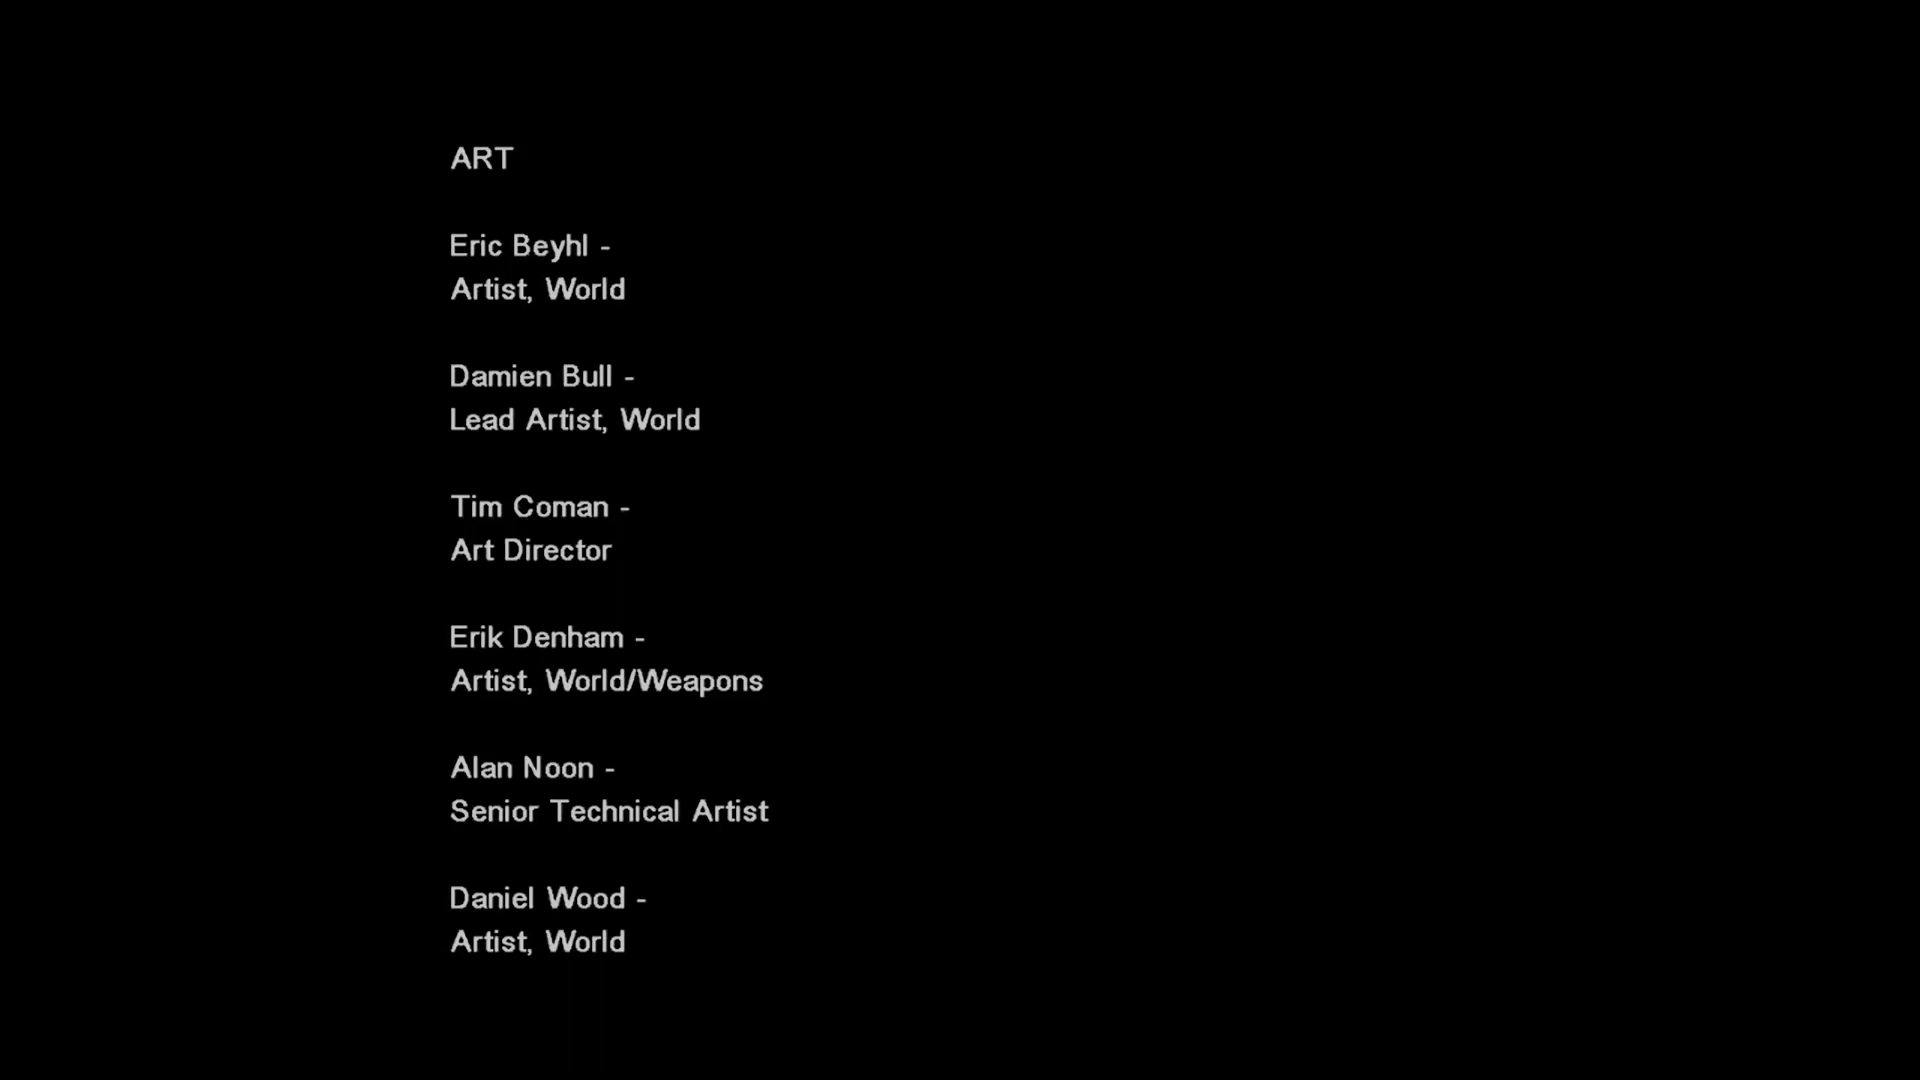 ART
Eric Beyhl -
Artist, World
Damien Bull -
Lead Artist, World
Tim Coman -
Art Director
Erik Denham -
Artist, World/Weapons
Alan Noon -
Senior Technical Artist
Daniel Wood -
Artist, World